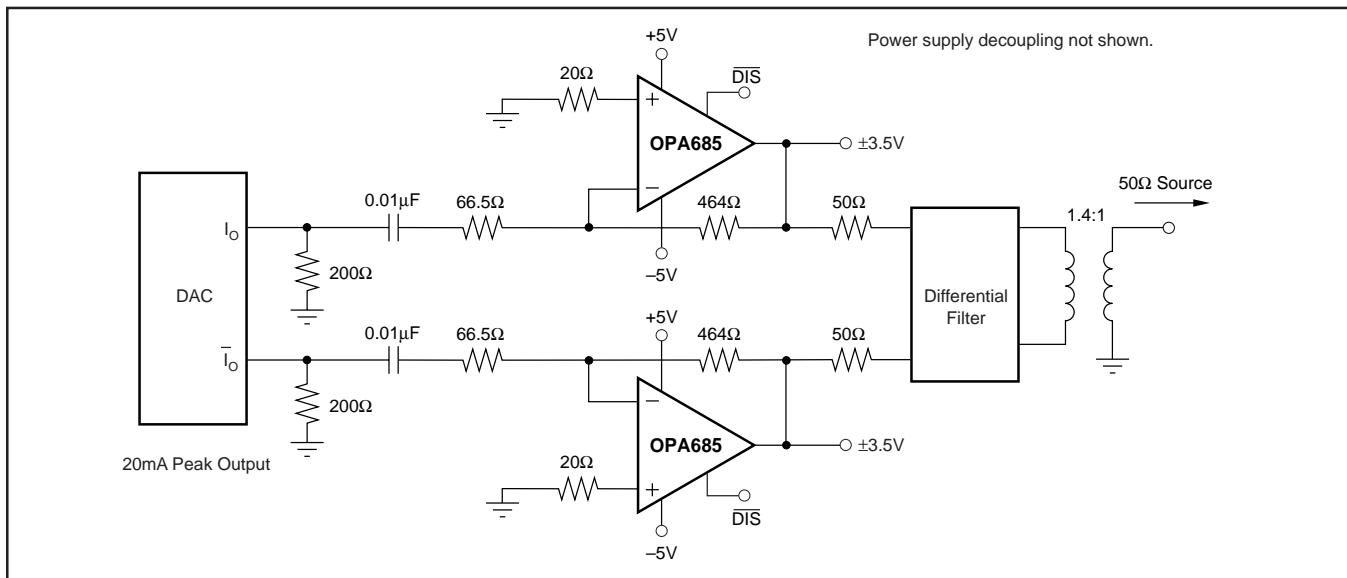 Power supply decoupling not shown.
+5V
20Ω
DIS
+
OPA685
±3.5V
–
50Ω Source
0.01µF
66.5Ω
464Ω
50Ω
1.4:1
IO
–5V
200Ω
DAC
Differential
Filter
+5V
0.01µF
66.5Ω
464Ω
50Ω
IO
–
200Ω
OPA685
±3.5V
20mA Peak Output
20Ω
+
DIS
–5V